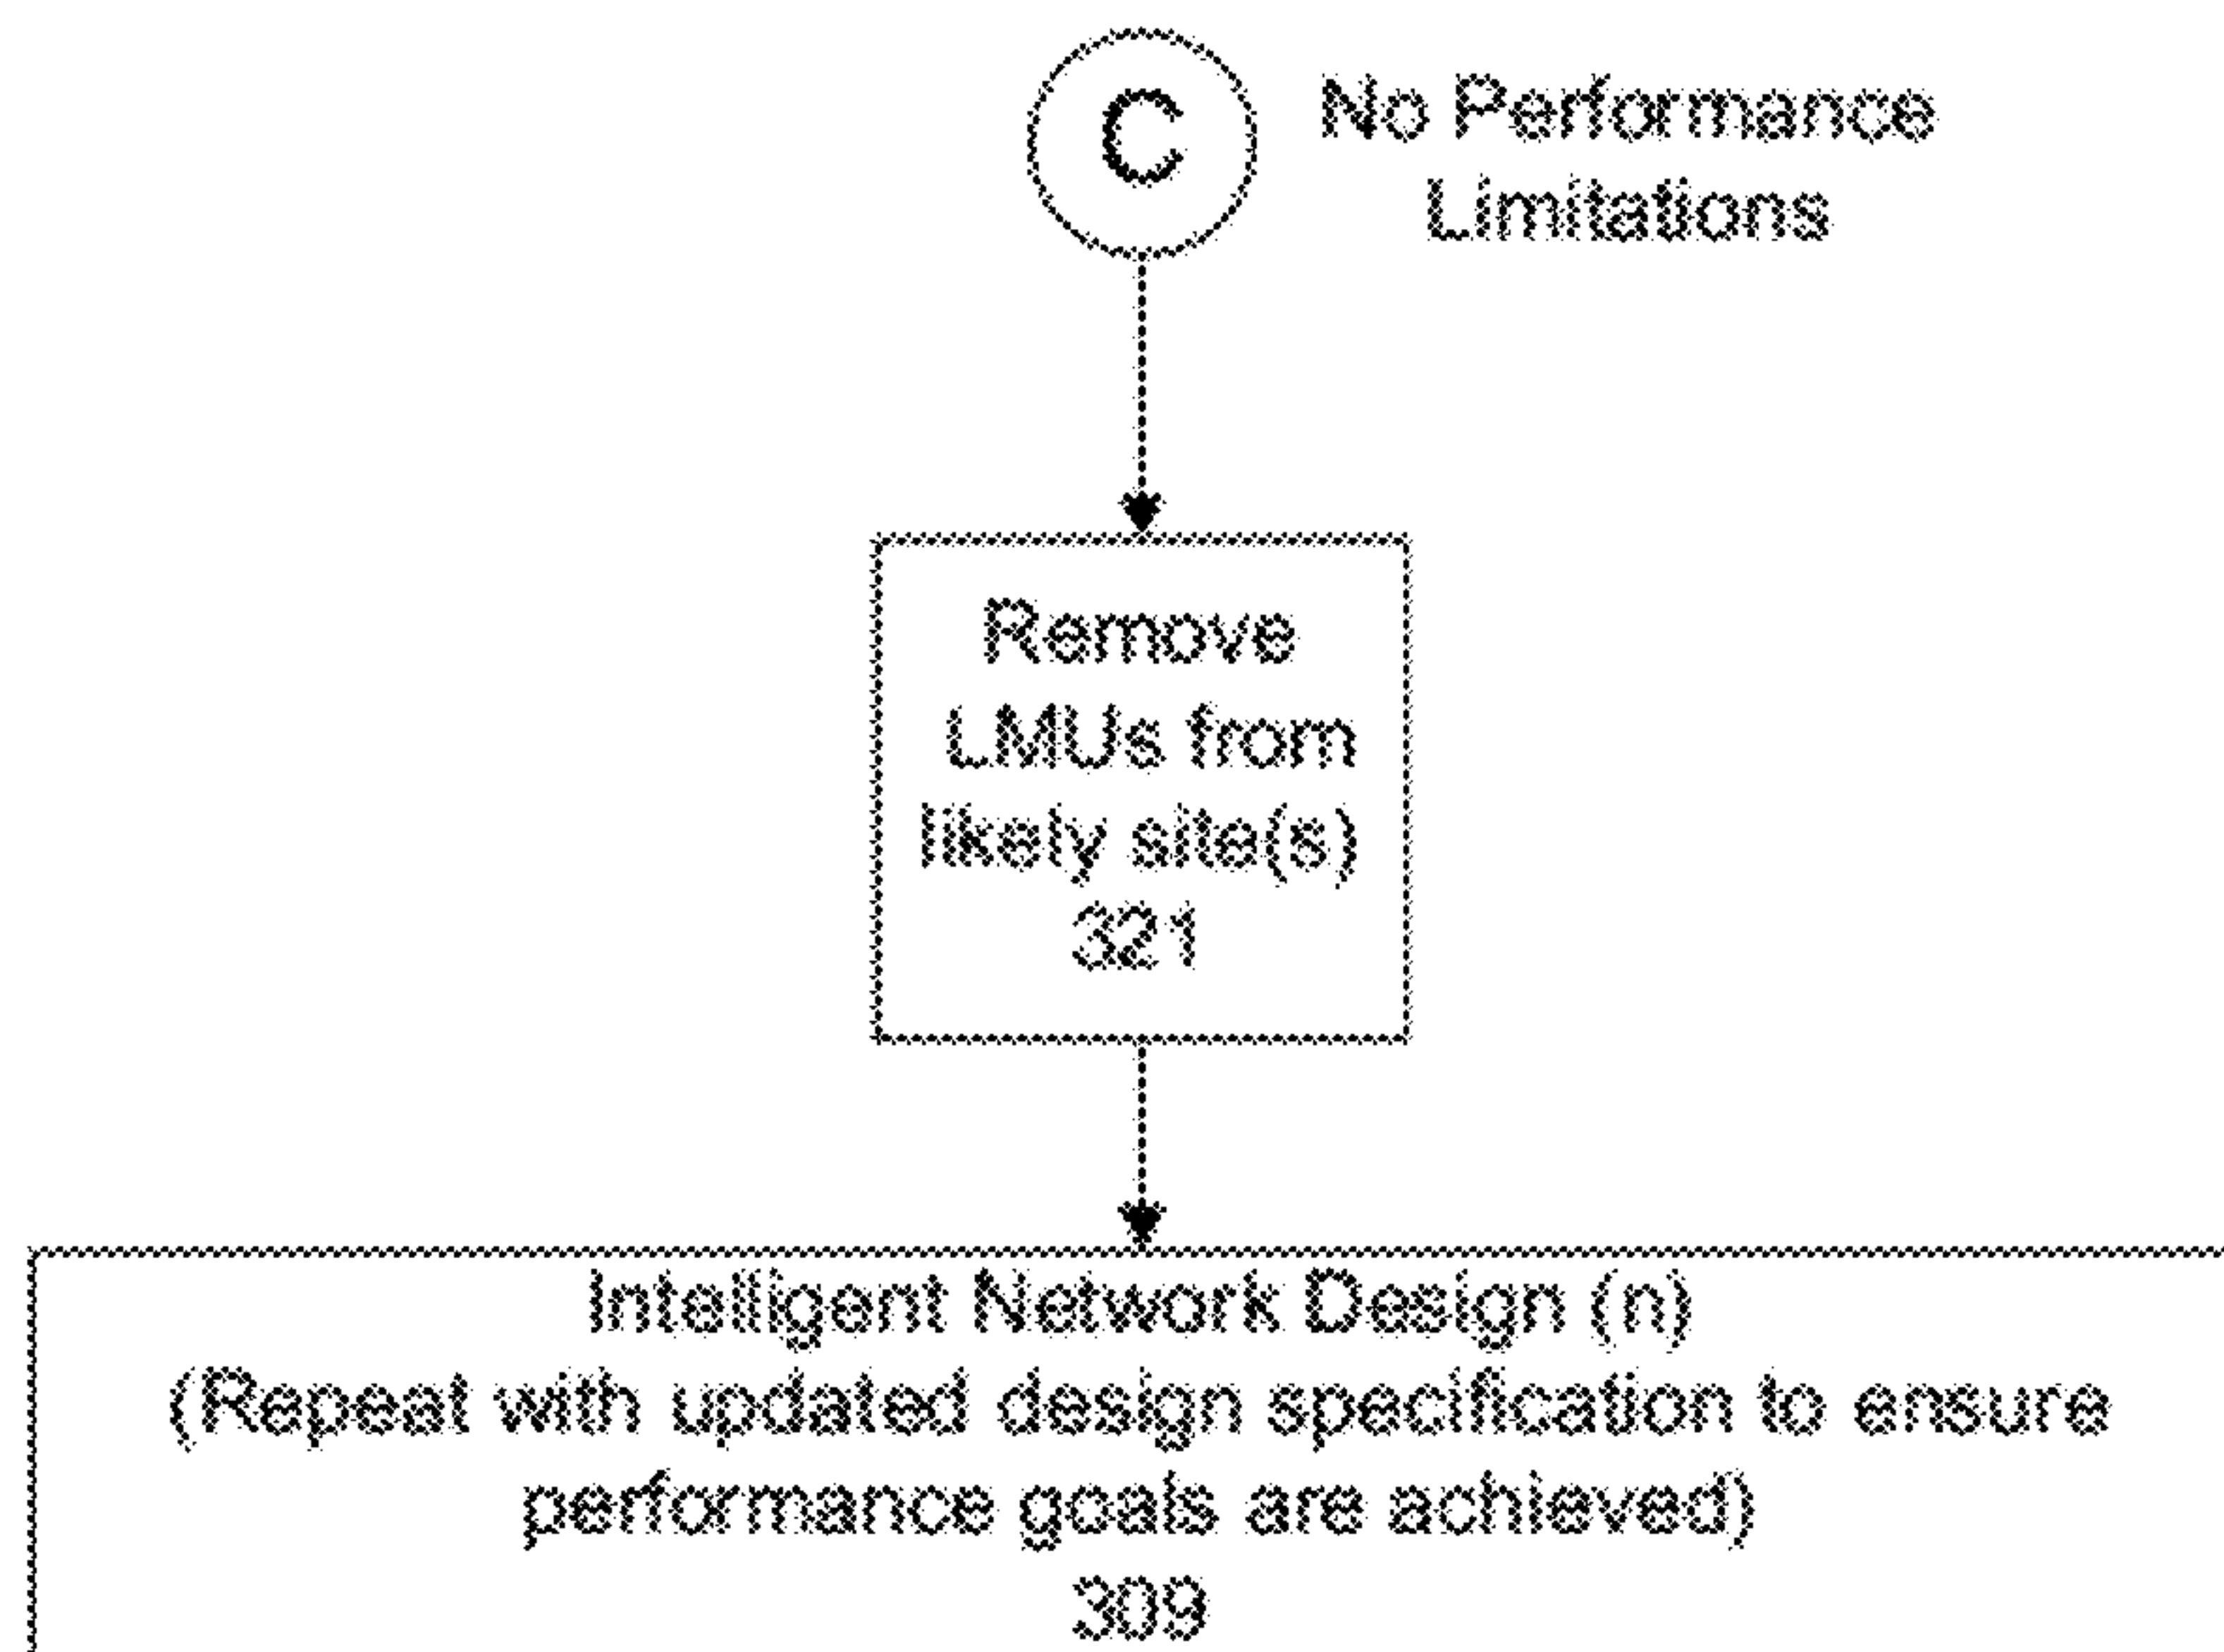 C
No Performance
Limitations
Remove
LMUs from
likely site(s)
321
Intelligent Network Design (n)
(Repeat with updated design specification to ensure
performance goals are achieved)
309